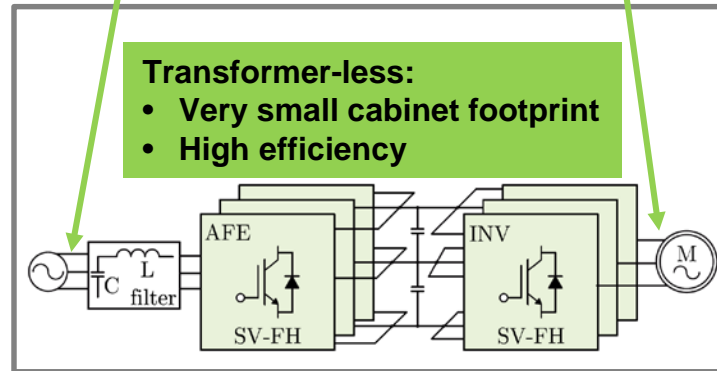 Transformer-less:
• Very small cabinet footprint
• High efficiency
AFE
INV
M
L
C
filter
SV-FH
SV-FH